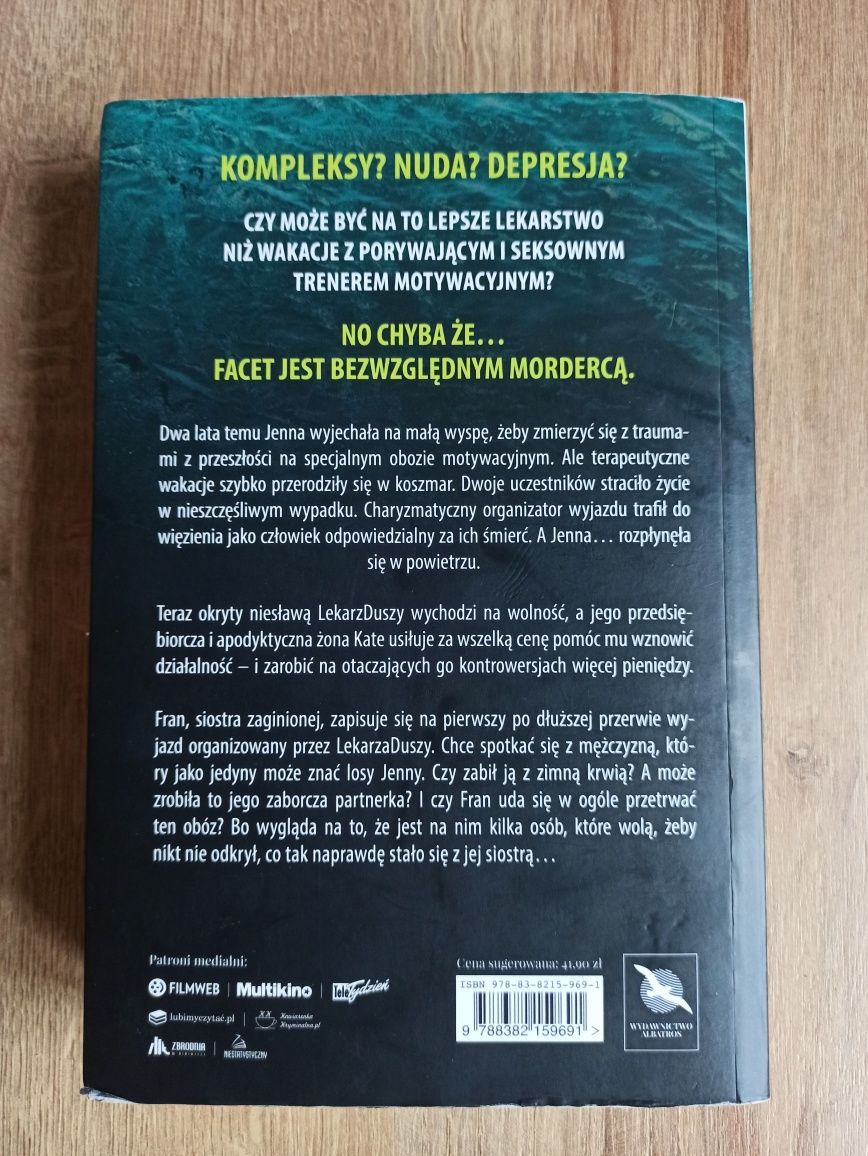 KOMPLEKSY? NUDA? DEPRESJA?
CZY MOŻE BYĆ NA TO LEPSZE LEKARSTWO
NIŻ WAKACJE Z PORYWAJĄCYM I SEKSOWNYM
TRENEREM MOTYWACYJNYM?
NO CHYBA ŻE...
FACET JEST BEZWZGLĘDNYM MORDERCĄ.
Dwa lata temu Jenna wyjechała na małą wyspę, żeby zmierzyć się z trauma-
mi z przeszłości na specjalnym obozie motywacyjnym. Ale terapeutyczne
wakacje szybko przerodziły się w koszmar. Dwoje uczestników straciło życie
w nieszczęśliwym wypadku. Charyzmatyczny organizator wyjazdu trafił do
więzienia jako człowiek odpowiedzialny za ich śmierć. A Jenna... rozpłynęła
się w powietrzu.
Teraz okryty niesławą LekarzDuszy wychodzi na wolność, a jego przedsię-
biorcza i apodyktyczna żona Kate usiłuje za wszelką cenę pomóc mu wznowić
działalność – i zarobić na otaczających go kontrowersjach więcej pieniędzy.
Fran, siostra zaginionej, zapisuje się na pierwszy po dłuższej przerwie wy-
jazd organizowany przez LekarzaDuszy. Chce spotkać się z mężczyzną, któ-
ry jako jedyny może znać losy Jenny. Czy zabił ją z zimną krwią? A może
zrobiła to jego zaborcza partnerka? I czy Fran uda się w ogóle przetrwać
ten obóz? Bo wygląda na to, że jest na nim kilka osób, które wolą, żeby
nikt nie odkrył, co tak naprawdę stało się z jej siostrą...
Patroni medialni:
FILMWEB | Multikino | tele Tydzień
lubimyczytać.pl | Kawiarenka
Kryminalna.pl
ZBRODNIA
W BIBLIOTECE
NIESTATYSTYCZNY
Cena sugerowana: 41,90 zł
ISBN 978-83-8215-969-1
9 788382 159691 >
WYDAWNICTWO
ALBATROS